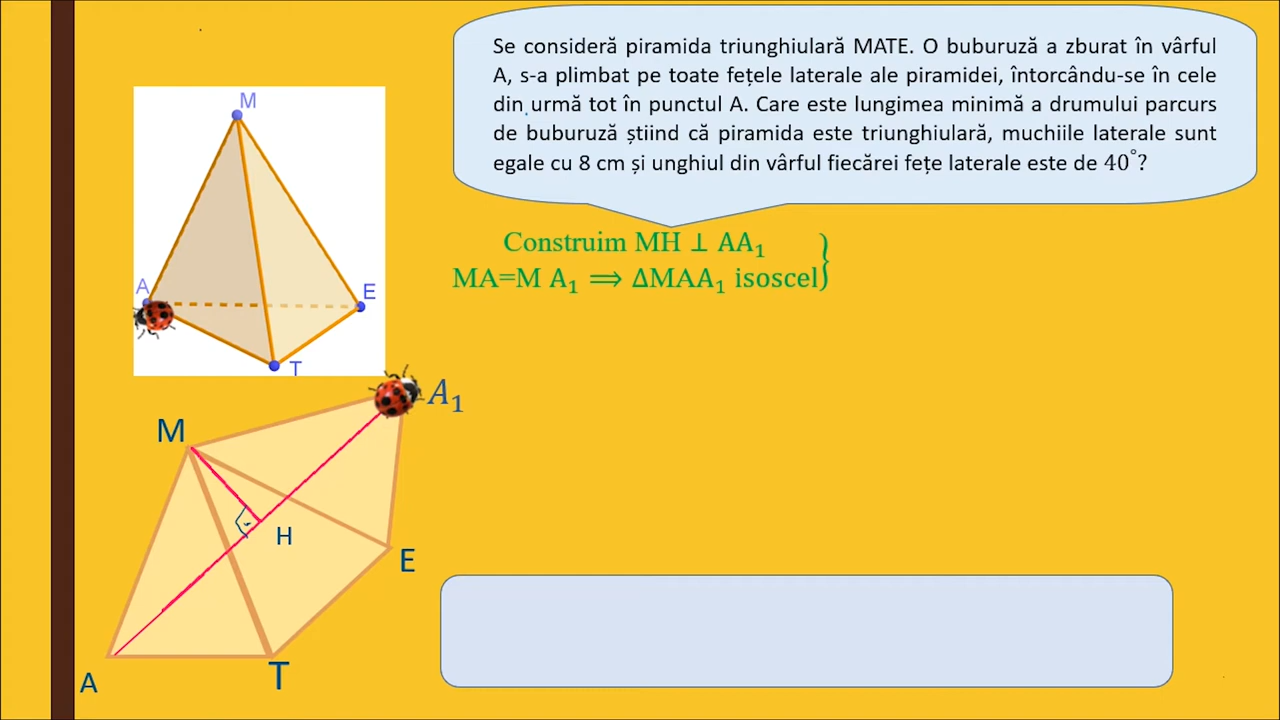 Se consideră piramida triunghiulară MATE. O buburuză a zburat în vârful
A, s-a plimbat pe toate fețele laterale ale piramidei, întorcându-se în cele
din urmă tot în punctul A. Care este lungimea minimă a drumului parcurs
de buburuză știind că piramida este triunghiulară, muchiile laterale sunt
egale cu 8 cm și unghiul din vârful fiecărei fețe laterale este de 40°?
M
A
E
T
Construim MH ⊥ AA₁
MA=M A₁ ⟹ ΔMAA₁ isoscel}
A₁
M
H
E
A
T